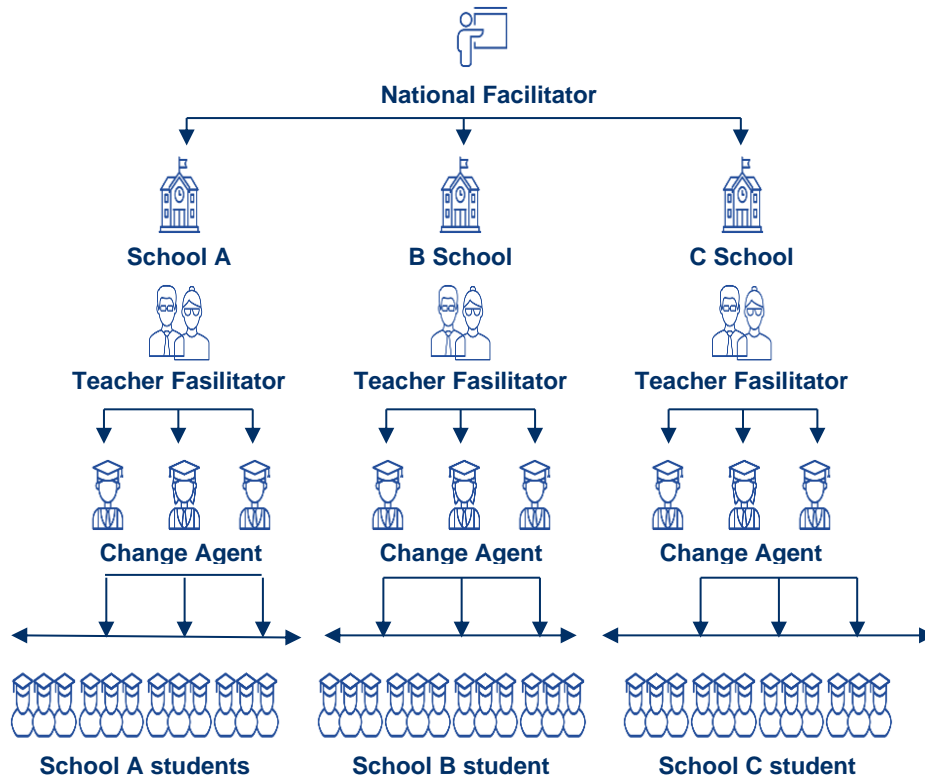 National Facilitator
School A
B School
C School
Teacher Fasilitator
Teacher Fasilitator
Teacher Fasilitator
Change Agent
Change Agent
Change Agent
School A students
School B student
School C student